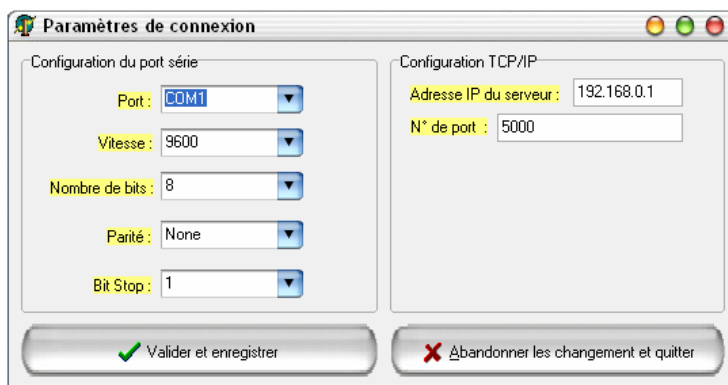 Paramètres de connexion
Configuration du port série
Port :
COM1
Vitesse :
9600
Nombre de bits :
8
Parité :
None
Bit Stop :
1
Configuration TCP/IP
Adresse IP du serveur :
192.168.0.1
N° de port :
5000
Valider et enregistrer
Abandonner les changement et quitter